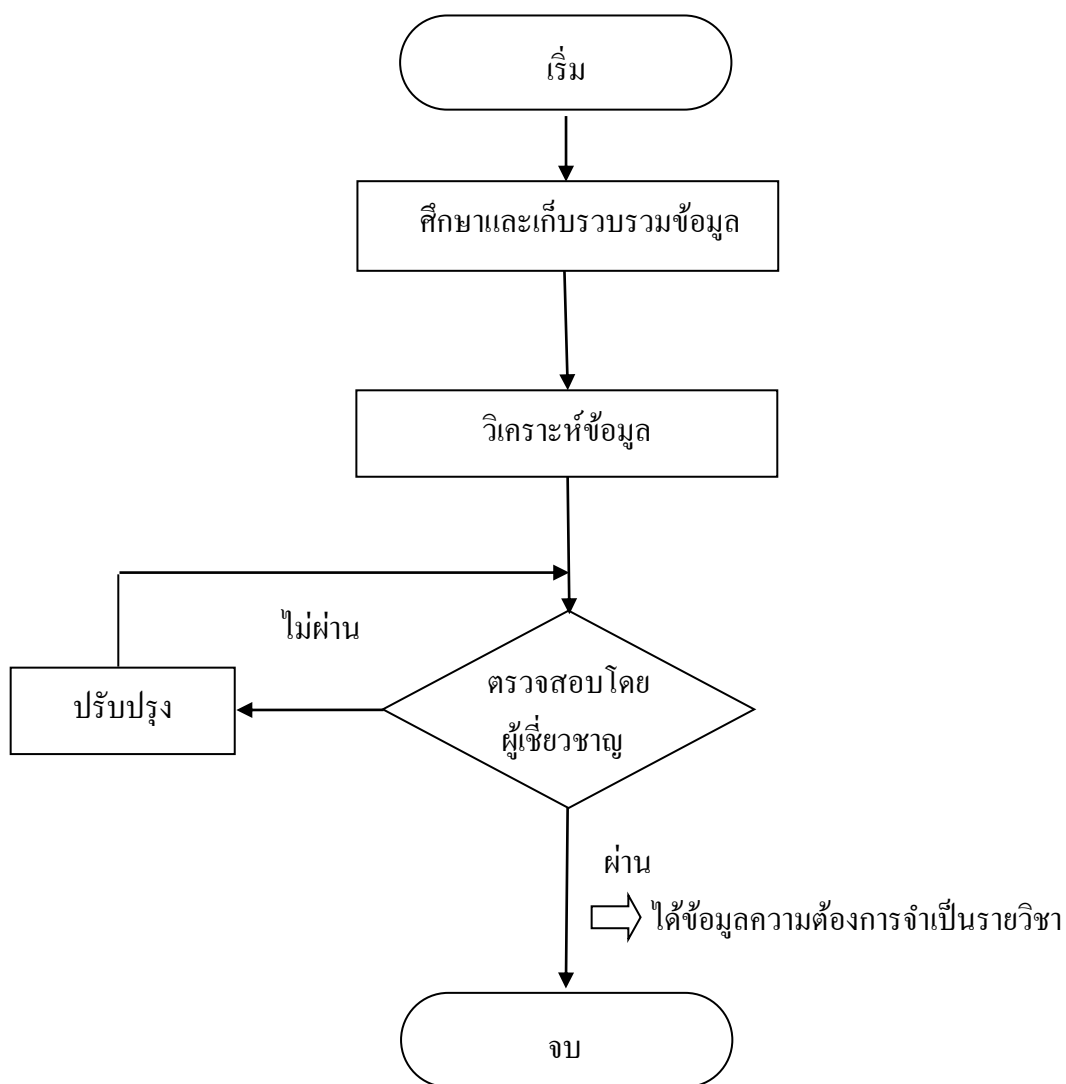 เริ่ม
ศึกษาและเก็บรวบรวมข้อมูล
วิเคราะห์ข้อมูล
ไม่ผ่าน
ปรับปรุง
ตรวจสอบโดย
ผู้เชี่ยวชาญ
ผ่าน
ได้ข้อมูลความต้องการจำเป็นรายวิชา
จบ